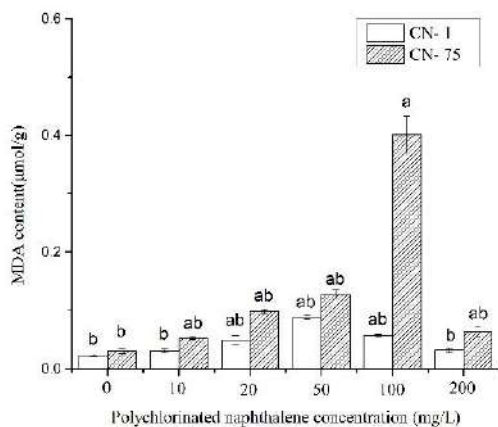 0.6
CN- 1
CN- 75
a
0.4
MDA content(μmol/g)
0.2
ab
ab
ab
ab
ab
ab
ab
b
b
b
b
0.0
0
10
20
50
100
200
Polychlorinated naphthalene concentration (mg/L)